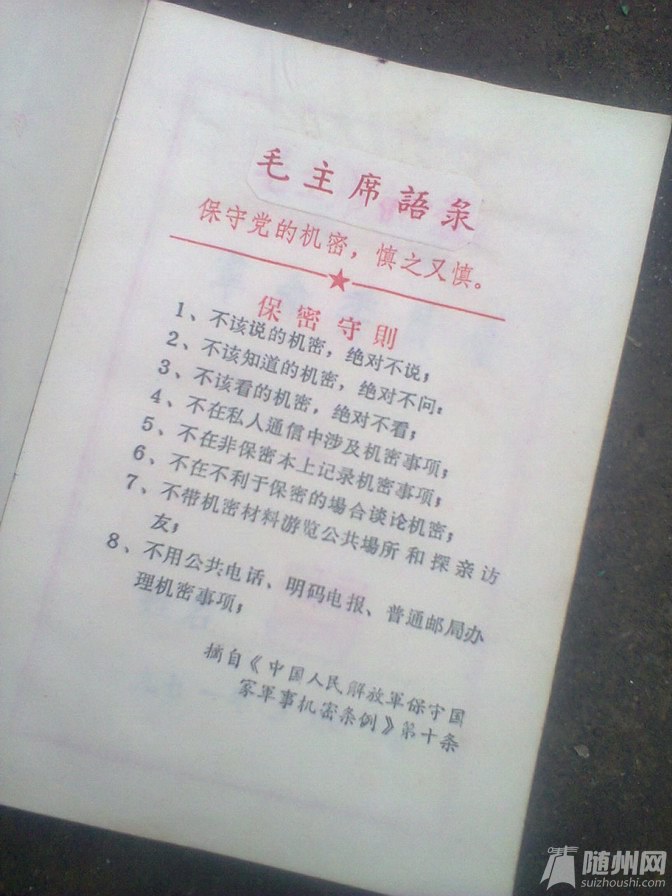 毛主席語录
保守党的机密，慎之又慎。
保密守則
1、不该说的机密，绝对不说；
2、不该知道的机密，绝对不问；
3、不该看的机密，绝对不看；
4、不在私人通信中涉及机密事项；
5、不在非保密本上记录机密事项；
6、不在不利于保密的場合谈论机密；
7、不带机密材料游览公共場所和探亲访
友；
8、不用公共电话、明码电报、普通邮局办
理机密事项；
摘自《中国人民解放軍保守国
家軍事机密条例》第十条
随州网
suizhoushi.com